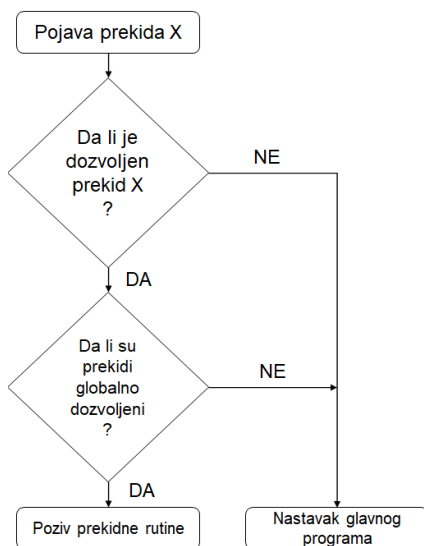 Pojava prekida X
Da li je
dozvoljen
prekid X
?
NE
DA
Da li su
prekidi
globalno
dozvoljeni
?
NE
DA
Poziv prekidne rutine
Nastavak glavnog
programa